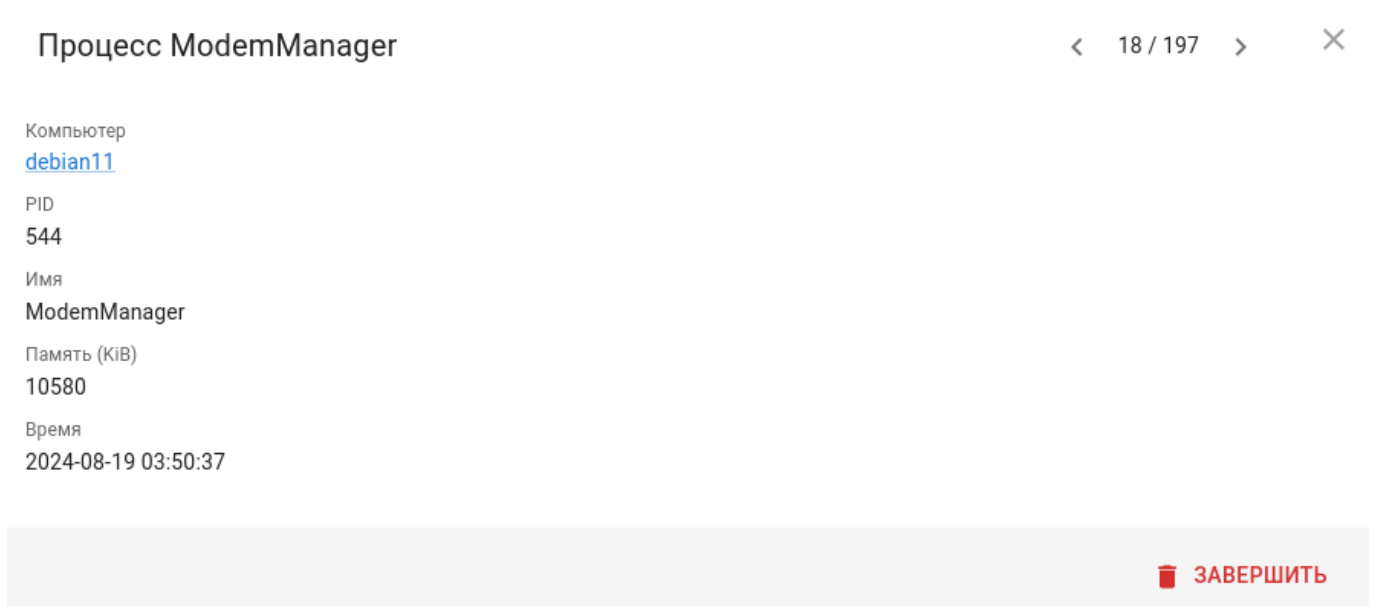 Процесс ModemManager
18 / 197
Компьютер
debian11
PID
544
Имя
ModemManager
Память (KiB)
10580
Время
2024-08-19 03:50:37
ЗАВЕРШИТЬ